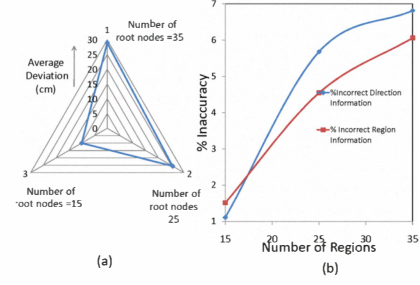 1
Number of
root nodes =35
Average
Deviation
(cm)
30
25
20
15
10
5
0
3
2
Number of
root nodes =15
Number of
root nodes
25
(a)
% Inaccuracy
7
6
5
4
3
2
1
%Incorrect Direction
Information
% Incorrect Region
Information
15
20
25
30
35
Number of Regions
(b)